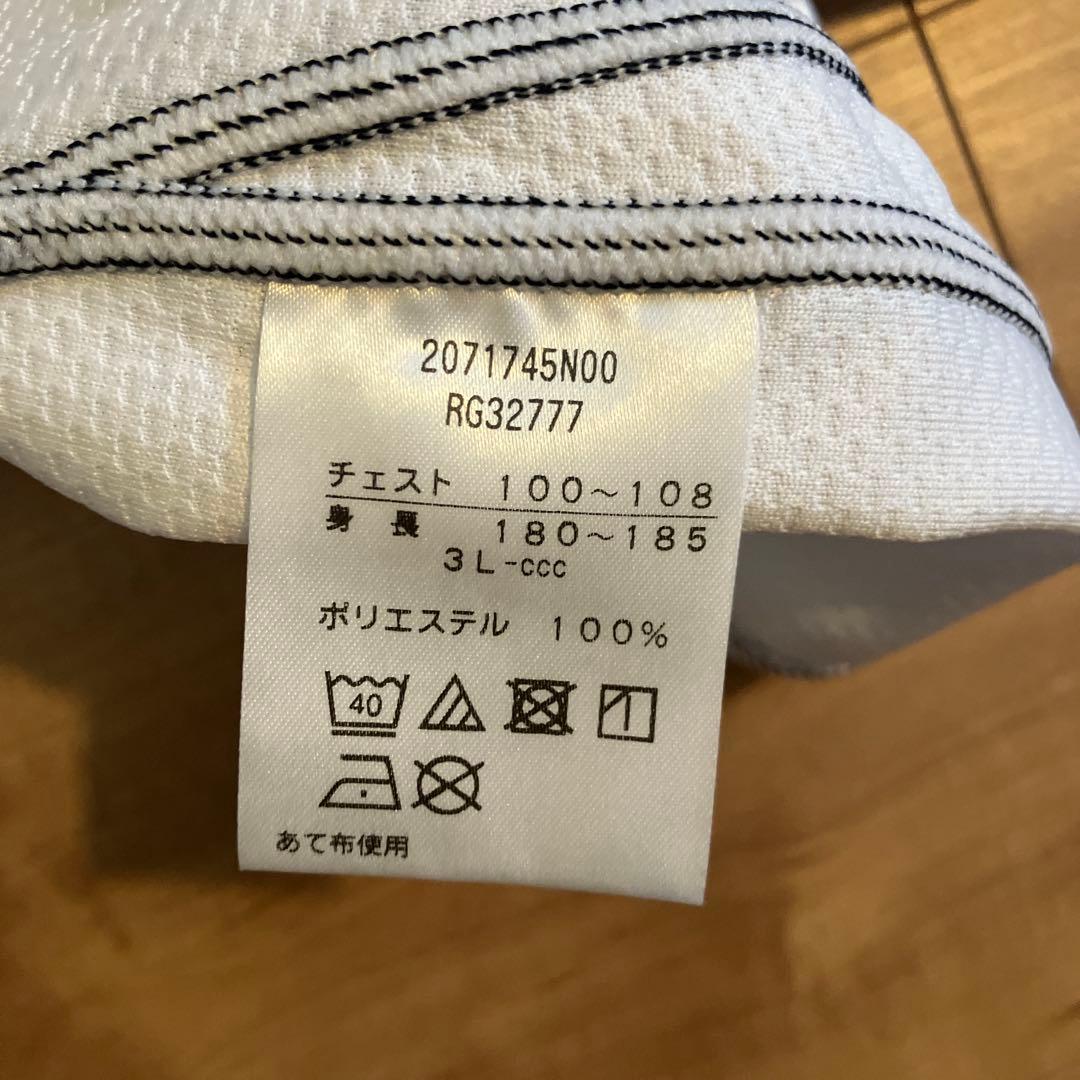 2071745N00
RG32777
チェスト 100～108
身長 180～185
3L-ccc
ポリエステル 100%
40
あて布使用